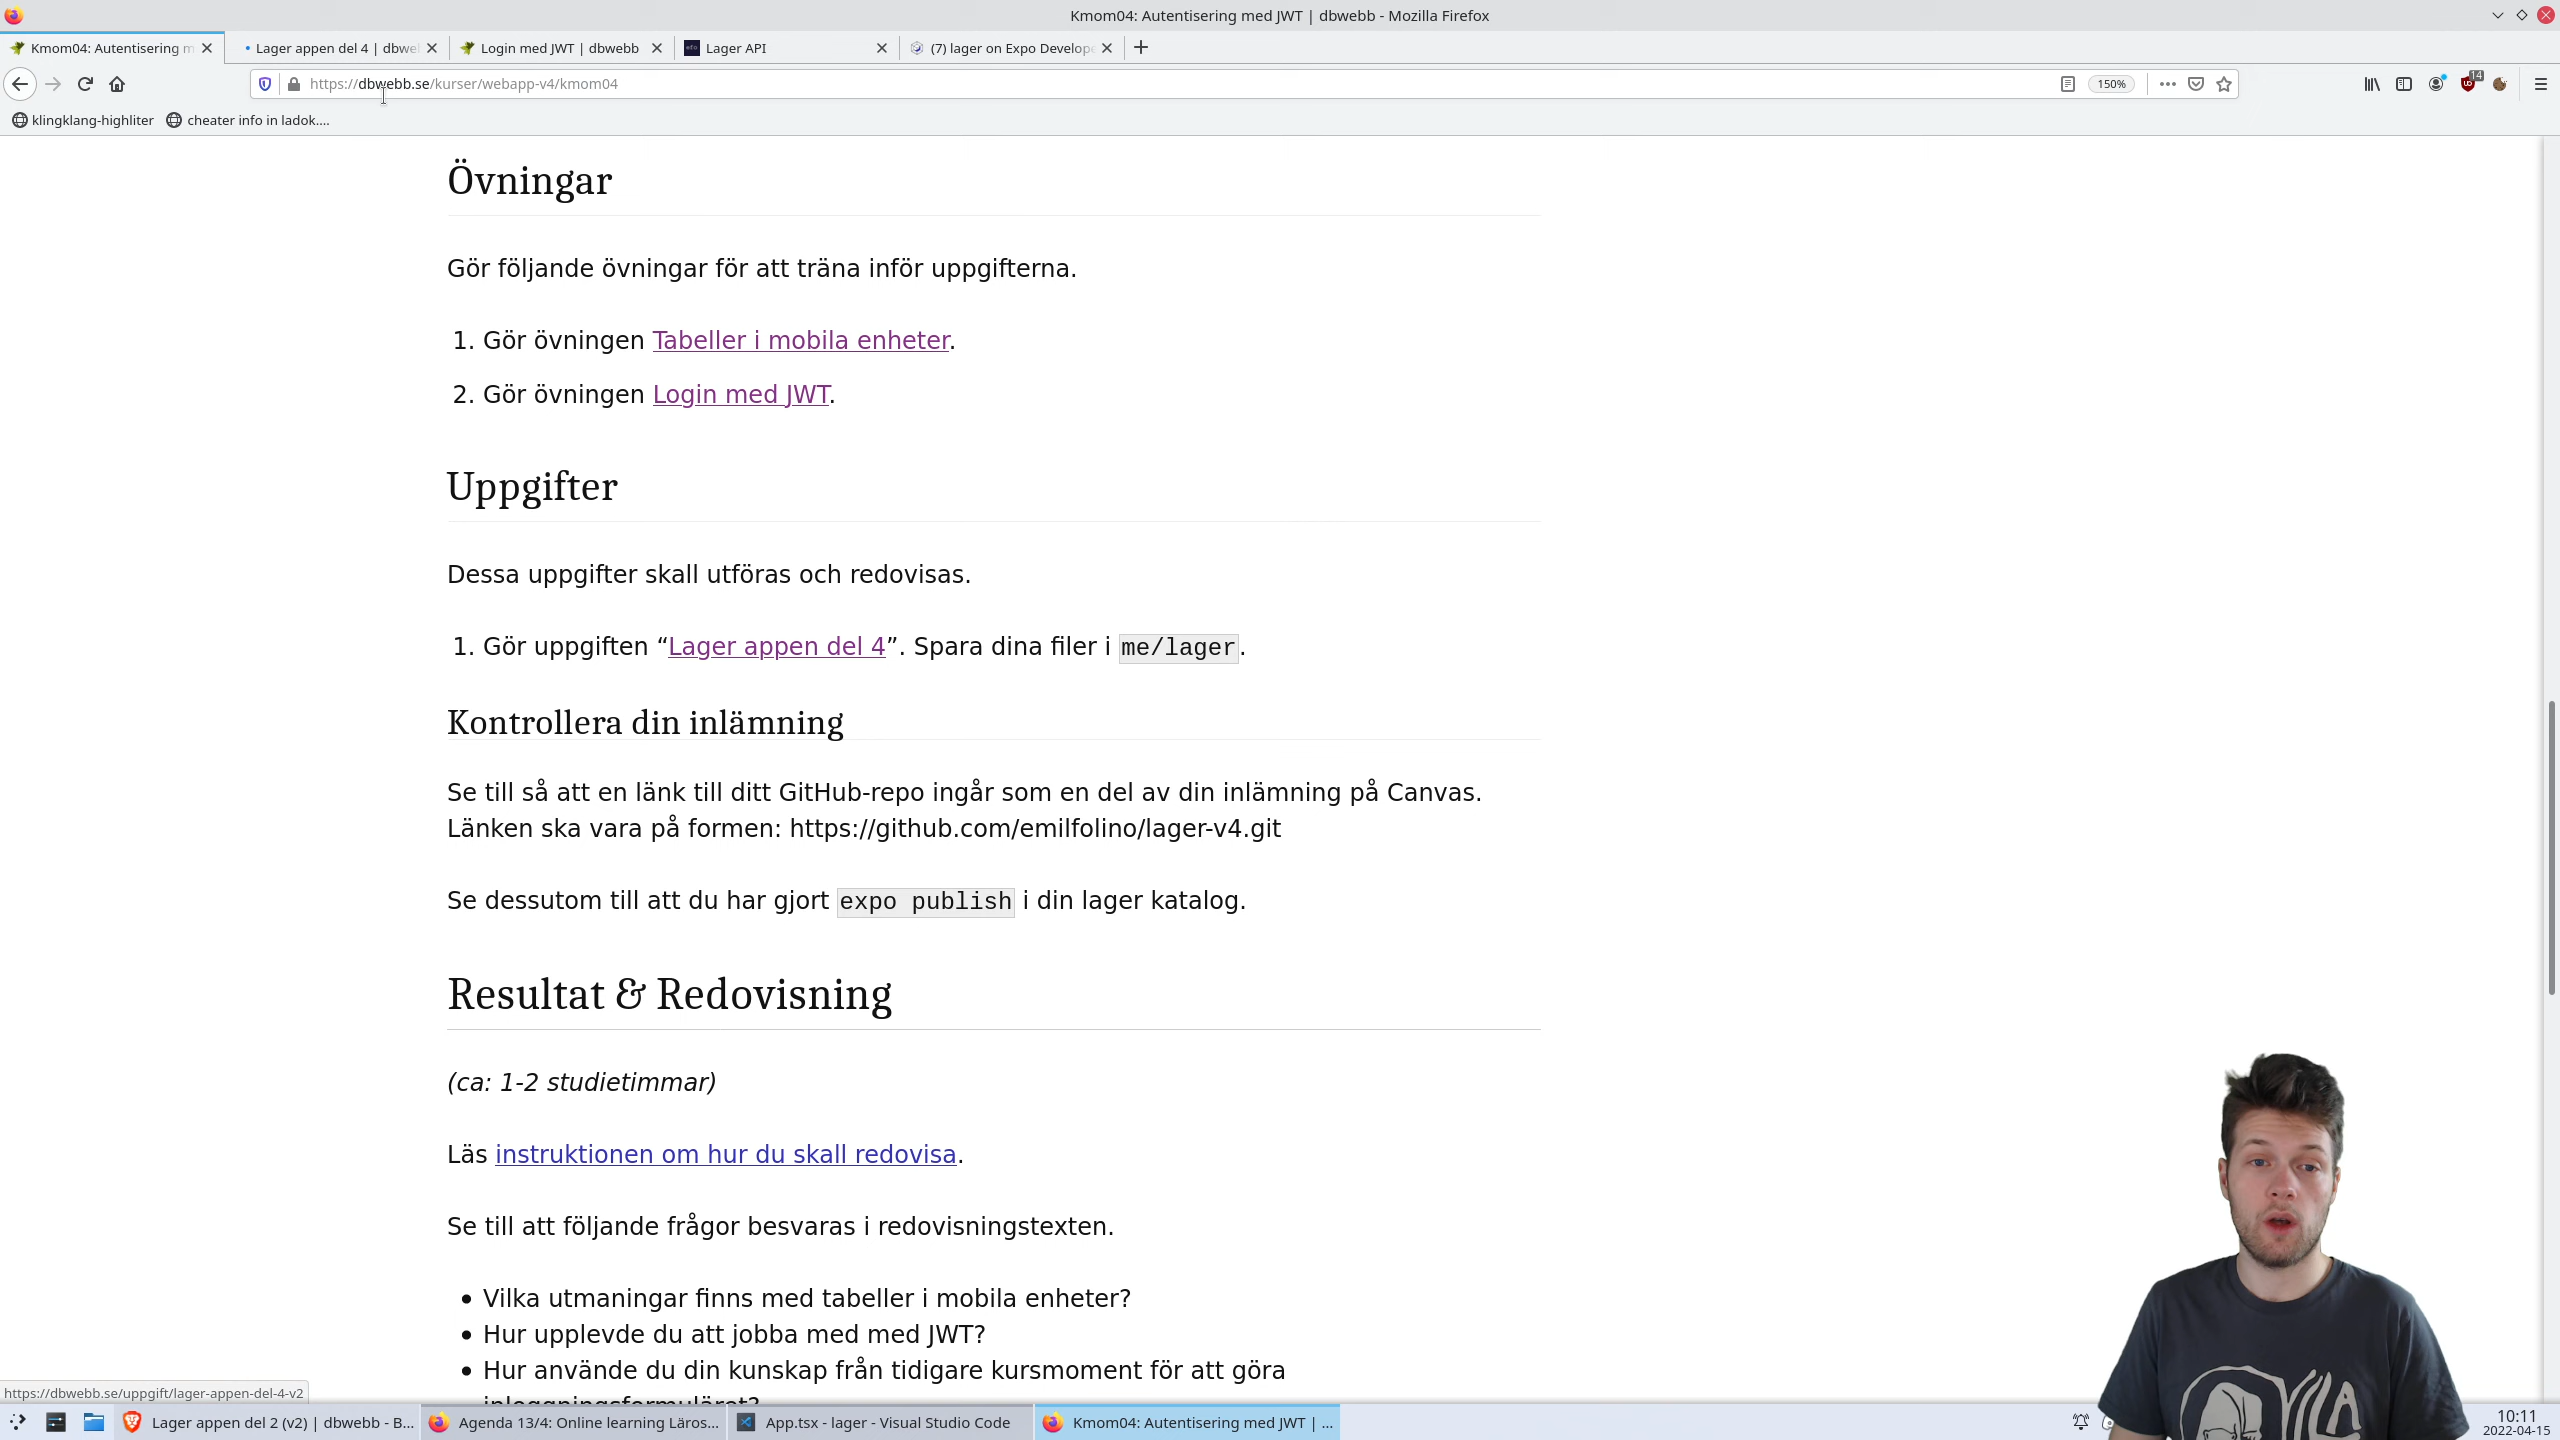 Kmom04: Autentisering med JWT | dbwebb - Mozilla Firefox
Kmom04: Autentisering m
Lager appen del 4 | dbwe
Login med JWT | dbwebb
Lager API
(7) lager on Expo Develop
https://dbwebb.se/kurser/webapp-v4/kmom04
150%
14
klingklang-highliter
cheater info in ladok....
Övningar
Gör följande övningar för att träna inför uppgifterna.
1. Gör övningen Tabeller i mobila enheter.
2. Gör övningen Login med JWT.
Uppgifter
Dessa uppgifter skall utföras och redovisas.
1. Gör uppgiften “Lager appen del 4”. Spara dina filer i me/lager.
Kontrollera din inlämning
Se till så att en länk till ditt GitHub-repo ingår som en del av din inlämning på Canvas.
Länken ska vara på formen: https://github.com/emilfolino/lager-v4.git
Se dessutom till att du har gjort expo publish i din lager katalog.
Resultat & Redovisning
(ca: 1-2 studietimmar)
Läs instruktionen om hur du skall redovisa.
Se till att följande frågor besvaras i redovisningstexten.
• Vilka utmaningar finns med tabeller i mobila enheter?
• Hur upplevde du att jobba med med JWT?
• Hur använde du din kunskap från tidigare kursmoment för att göra
inloggningsformuläret?
https://dbwebb.se/uppgift/lager-appen-del-4-v2
Lager appen del 2 (v2) | dbwebb - B...
Agenda 13/4: Online learning Läros...
App.tsx - lager - Visual Studio Code
Kmom04: Autentisering med JWT | ...
10:11
2022-04-15